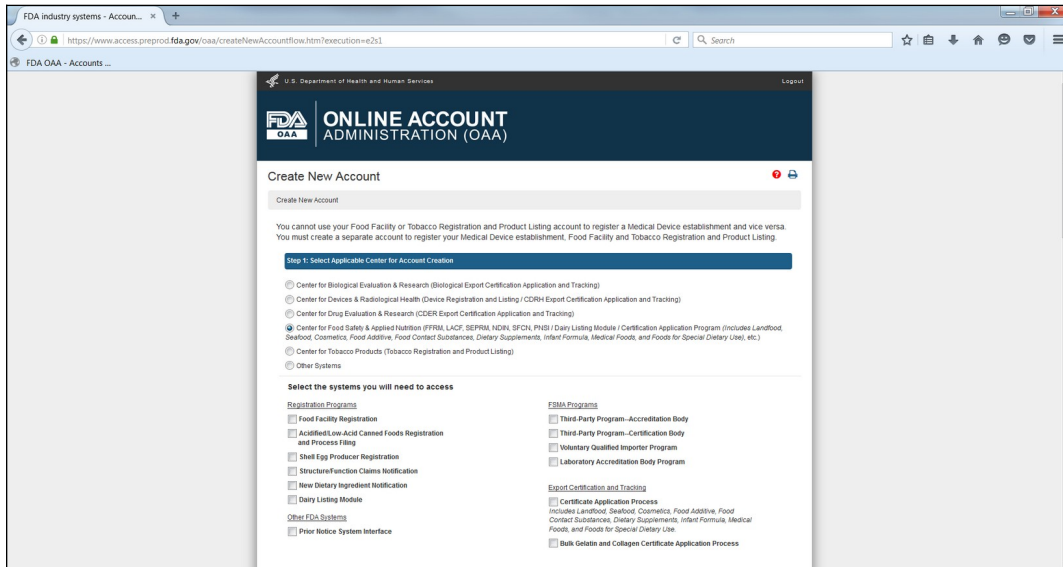 FDA industry systems - Accoun...
https://www.access.preprod.fda.gov/oaa/createNewAccountflow.htm?execution=e2s1
Search
FDA OAA - Accounts ...
U.S. Department of Health and Human Services
Logout
FDA
OAA
ONLINE ACCOUNT
ADMINISTRATION (OAA)
Create New Account
Create New Account
You cannot use your Food Facility or Tobacco Registration and Product Listing account to register a Medical Device establishment and vice versa.
You must create a separate account to register your Medical Device establishment, Food Facility and Tobacco Registration and Product Listing.
Step 1: Select Applicable Center for Account Creation
Center for Biological Evaluation & Research (Biological Export Certification Application and Tracking)
Center for Devices & Radiological Health (Device Registration and Listing / CDRH Export Certification Application and Tracking)
Center for Drug Evaluation & Research (CDER Export Certification Application and Tracking)
Center for Food Safety & Applied Nutrition (FFRM, LACF, SEPRM, NDIN, SFCN, PNSI / Dairy Listing Module / Certification Application Program (Includes Landfood,
Seafood, Cosmetics, Food Additive, Food Contact Substances, Dietary Supplements, Infant Formula, Medical Foods, and Foods for Special Dietary Use), etc.)
Center for Tobacco Products (Tobacco Registration and Product Listing)
Other Systems
Select the systems you will need to access
Registration Programs
Food Facility Registration
Acidified/Low-Acid Canned Foods Registration
and Process Filing
Shell Egg Producer Registration
Structure/Function Claims Notification
New Dietary Ingredient Notification
Dairy Listing Module
Other FDA Systems
Prior Notice System Interface
FSMA Programs
Third-Party Program--Accreditation Body
Third-Party Program--Certification Body
Voluntary Qualified Importer Program
Laboratory Accreditation Body Program
Export Certification and Tracking
Certificate Application Process
Includes Landfood, Seafood, Cosmetics, Food Additive, Food
Contact Substances, Dietary Supplements, Infant Formula, Medical
Foods, and Foods for Special Dietary Use.
Bulk Gelatin and Collagen Certificate Application Process